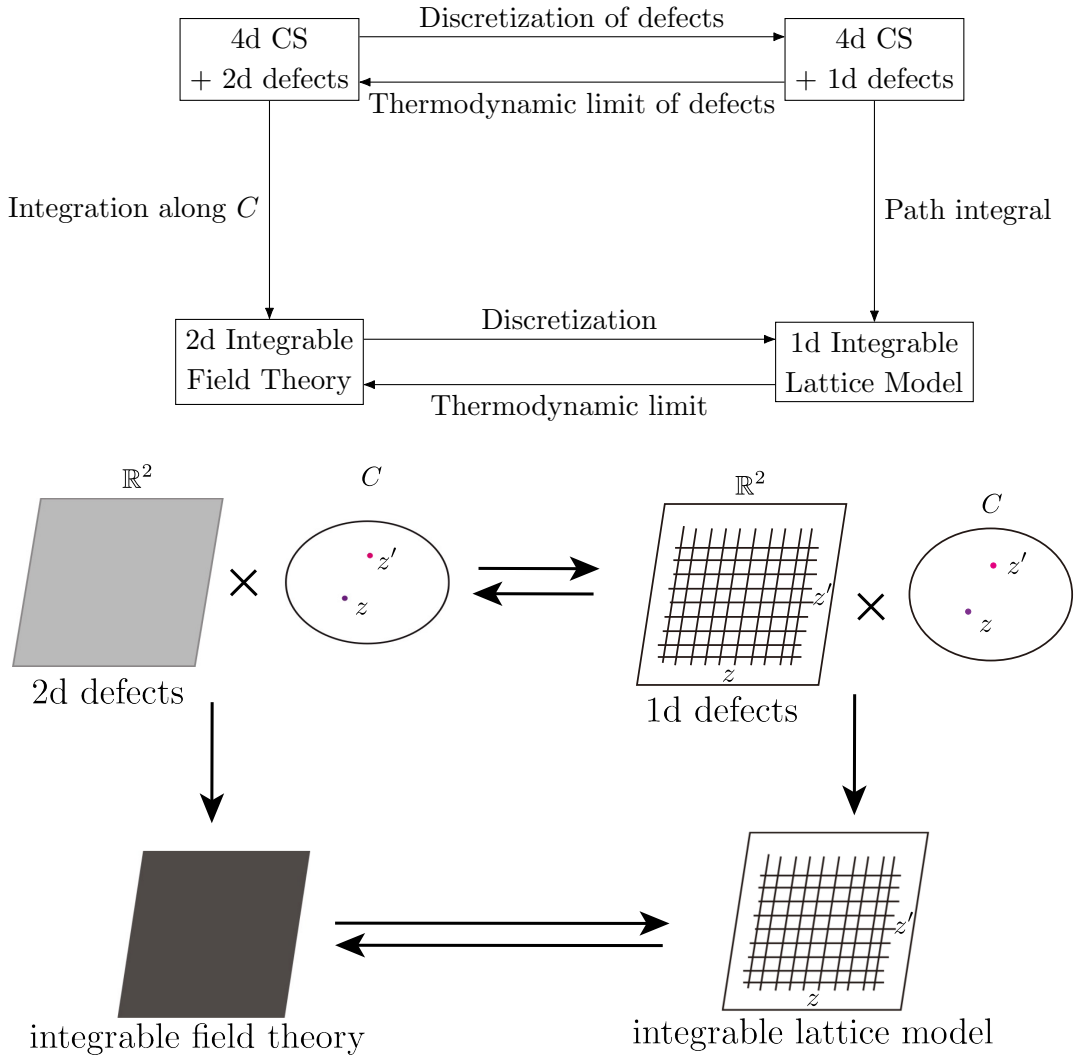 Discretization of defects
4d CS
+ 2d defects
4d CS
+ 1d defects
Thermodynamic limit of defects
Integration along C
Path integral
Discretization
2d Integrable
Field Theory
1d Integrable
Lattice Model
Thermodynamic limit
ℝ²
C
ℝ²
C
z′
z
z′
z
z′
z
2d defects
1d defects
z′
z
integrable field theory
integrable lattice model